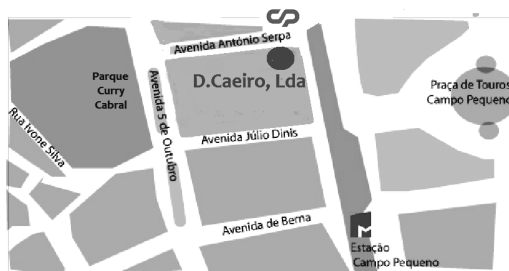 CP
Avenida António Serpa
Parque
Curry
Cabral
D.Caeiro, Lda
Praça de Touros
Campo Pequeno
Avenida 5 de Outubro
Rua Ivone Silva
Avenida Júlio Dinis
Avenida de Berna
M
Estação
Campo Pequeno